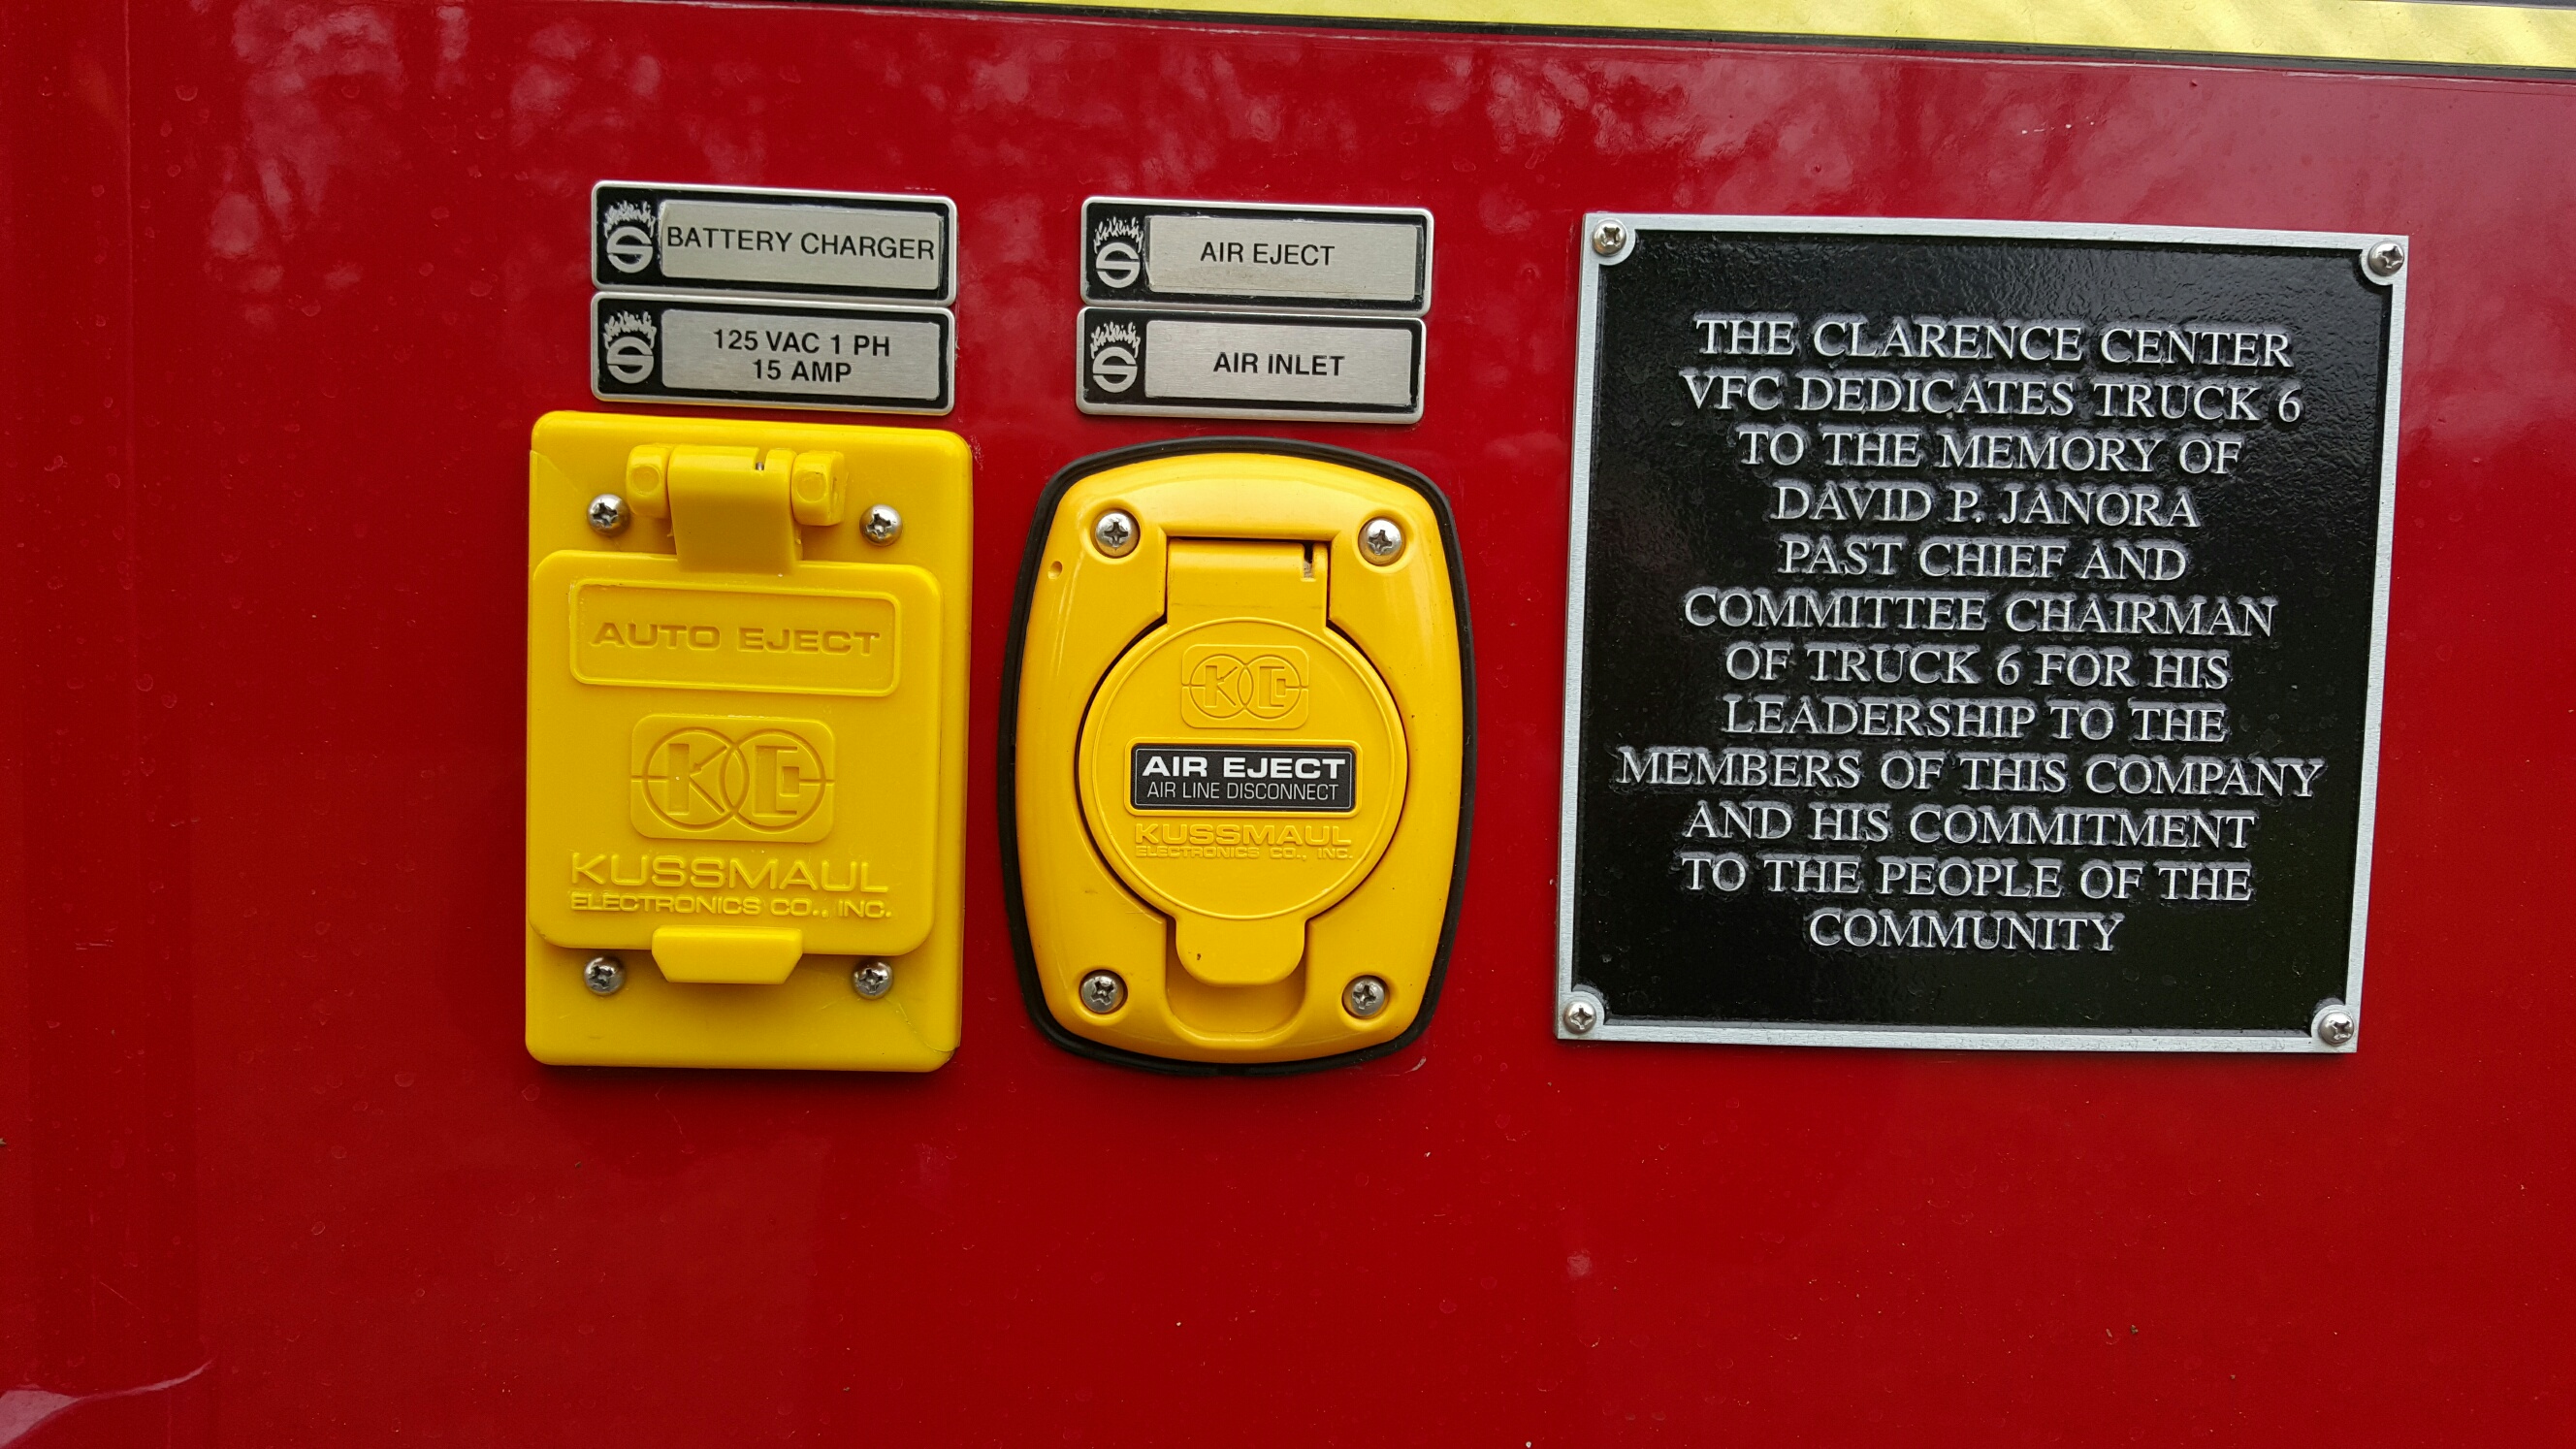 BATTERY CHARGER
125 VAC 1 PH
15 AMP
AUTO EJECT
KUSSMAUL
ELECTRONICS CO., INC.
AIR EJECT
AIR INLET
AIR EJECT
AIR LINE DISCONNECT
KUSSMAUL
ELECTRONICS CO., INC.
THE CLARENCE CENTER
VFC DEDICATES TRUCK 6
TO THE MEMORY OF
DAVID P. JANORA
PAST CHIEF AND
COMMITTEE CHAIRMAN
OF TRUCK 6 FOR HIS
LEADERSHIP TO THE
MEMBERS OF THIS COMPANY
AND HIS COMMITMENT
TO THE PEOPLE OF THE
COMMUNITY